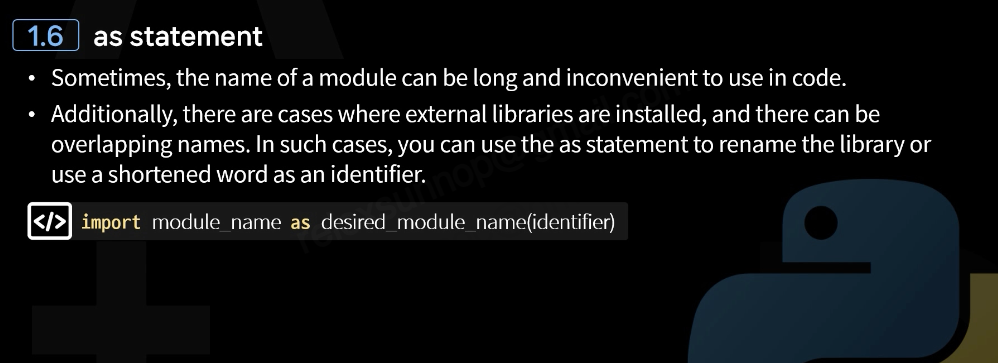 1.6 as statement
• Sometimes, the name of a module can be long and inconvenient to use in code.
• Additionally, there are cases where external libraries are installed, and there can be
overlapping names. In such cases, you can use the as statement to rename the library or
use a shortened word as an identifier.
</> import module_name as desired_module_name(identifier)